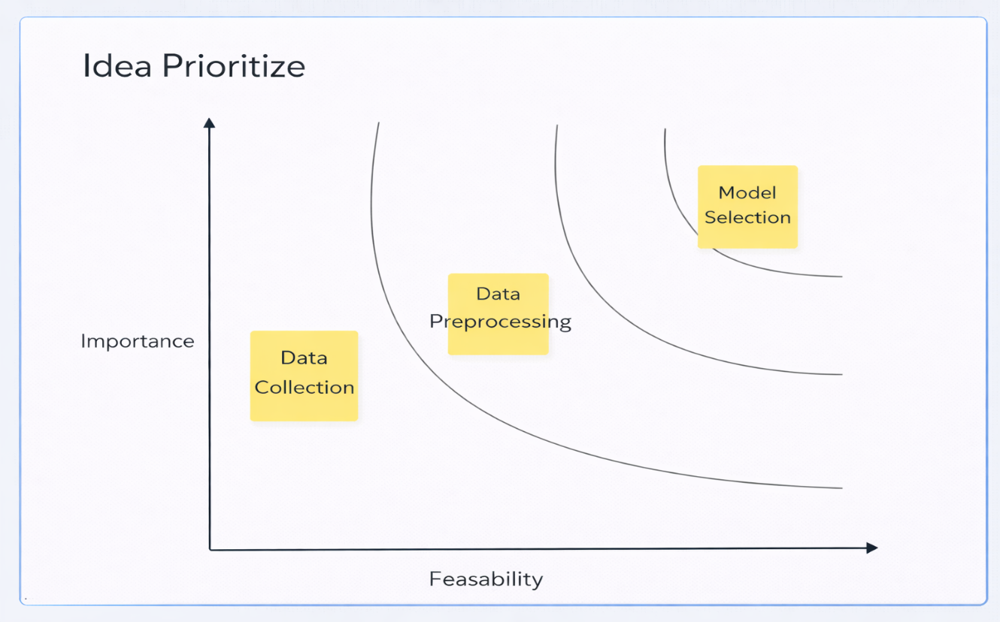 Idea Prioritize
Model
Selection
Data
Preprocessing
Importance
Data
Collection
Feasability